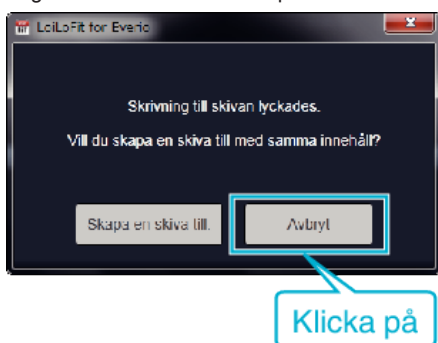 LoiLoFit for Everio
Skrivning till skivan lyckades.
Vill du skapa en skiva till med samma innehåll?
Skapa en skiva till.
Avbryt
Klicka på